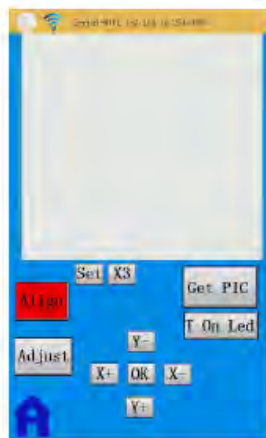 Set X3
Get PIC
Align
T On Led
Y-
Adjust
X+ OK X-
Y+